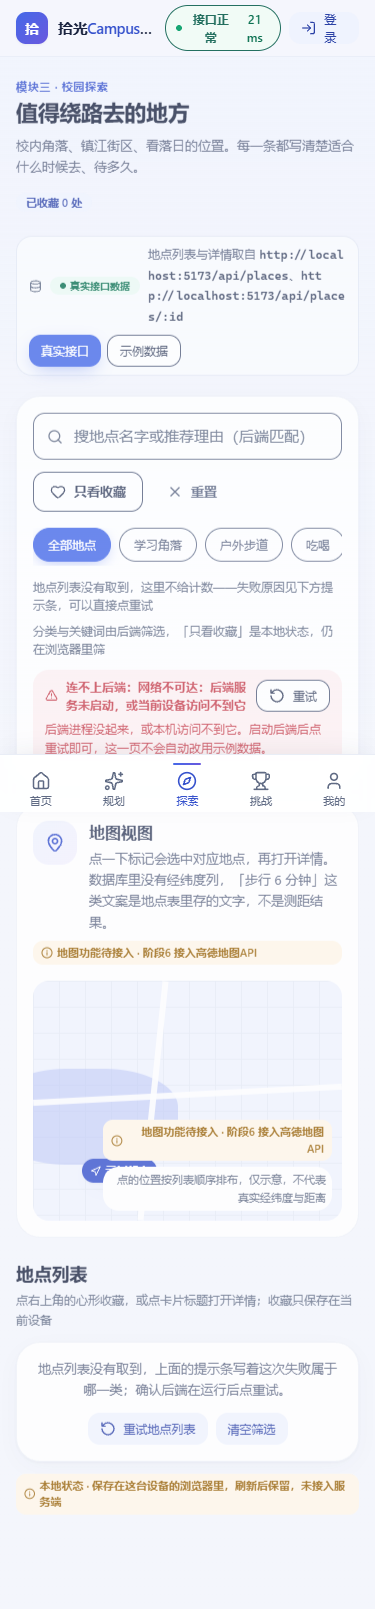 拾
拾光Campus...
接口正常
21 ms
登录
模块三 · 校园探索
值得绕路去的地方
校内角落、镇江街区、看落日的位置。每一条都写清楚适合
什么时候去、待多久。
已收藏 0 处
真实接口数据
地点列表与详情取自 http://local
host:5173/api/places、htt
p://localhost:5173/api/place
s/:id
真实接口
示例数据
搜地点名字或推荐理由（后端匹配）
只看收藏
重置
全部地点
学习角落
户外步道
吃喝
地点列表没有取到，这里不给计数——失败原因见下方提
示条，可以直接点重试
分类与关键词由后端筛选，「只看收藏」是本地状态，仍
在浏览器里筛
连不上后端：网络不可达：后端服
务未启动，或当前设备访问不到它
重试
后端进程没起来，或本机访问不到它。启动后端后点
重试即可，这一页不会自动改用示例数据。
首页
规划
探索
挑战
我的
地图视图
点一下标记会选中对应地点，再打开详情。
数据库里没有经纬度列，「步行 6 分钟」这
类文案是地点表里存的文字，不是测距结
果。
地图功能待接入 · 阶段6 接入高德地图API
地图功能待接入 · 阶段6 接入高德地图
API
点的位置按列表顺序排布，仅示意，不代表
真实经纬度与距离
地点列表
点右上角的心形收藏，或点卡片标题打开详情；收藏只保存在当
前设备
地点列表没有取到，上面的提示条写着这次失败属于
哪一类；确认后端在运行后点重试。
重试地点列表
清空筛选
本地状态 · 保存在这台设备的浏览器里，刷新后保留，未接入服
务端